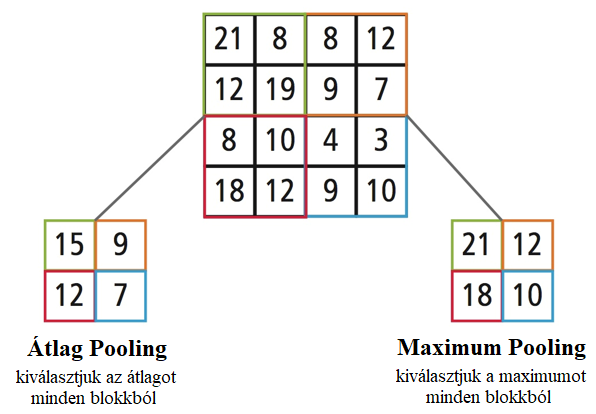 21 8 8 12
12 19 9 7
8 10 4 3
18 12 9 10
15 9
12 7
Átlag Pooling
kiválasztjuk az átlagot
minden blokkból
21 12
18 10
Maximum Pooling
kiválasztjuk a maximumot
minden blokkból